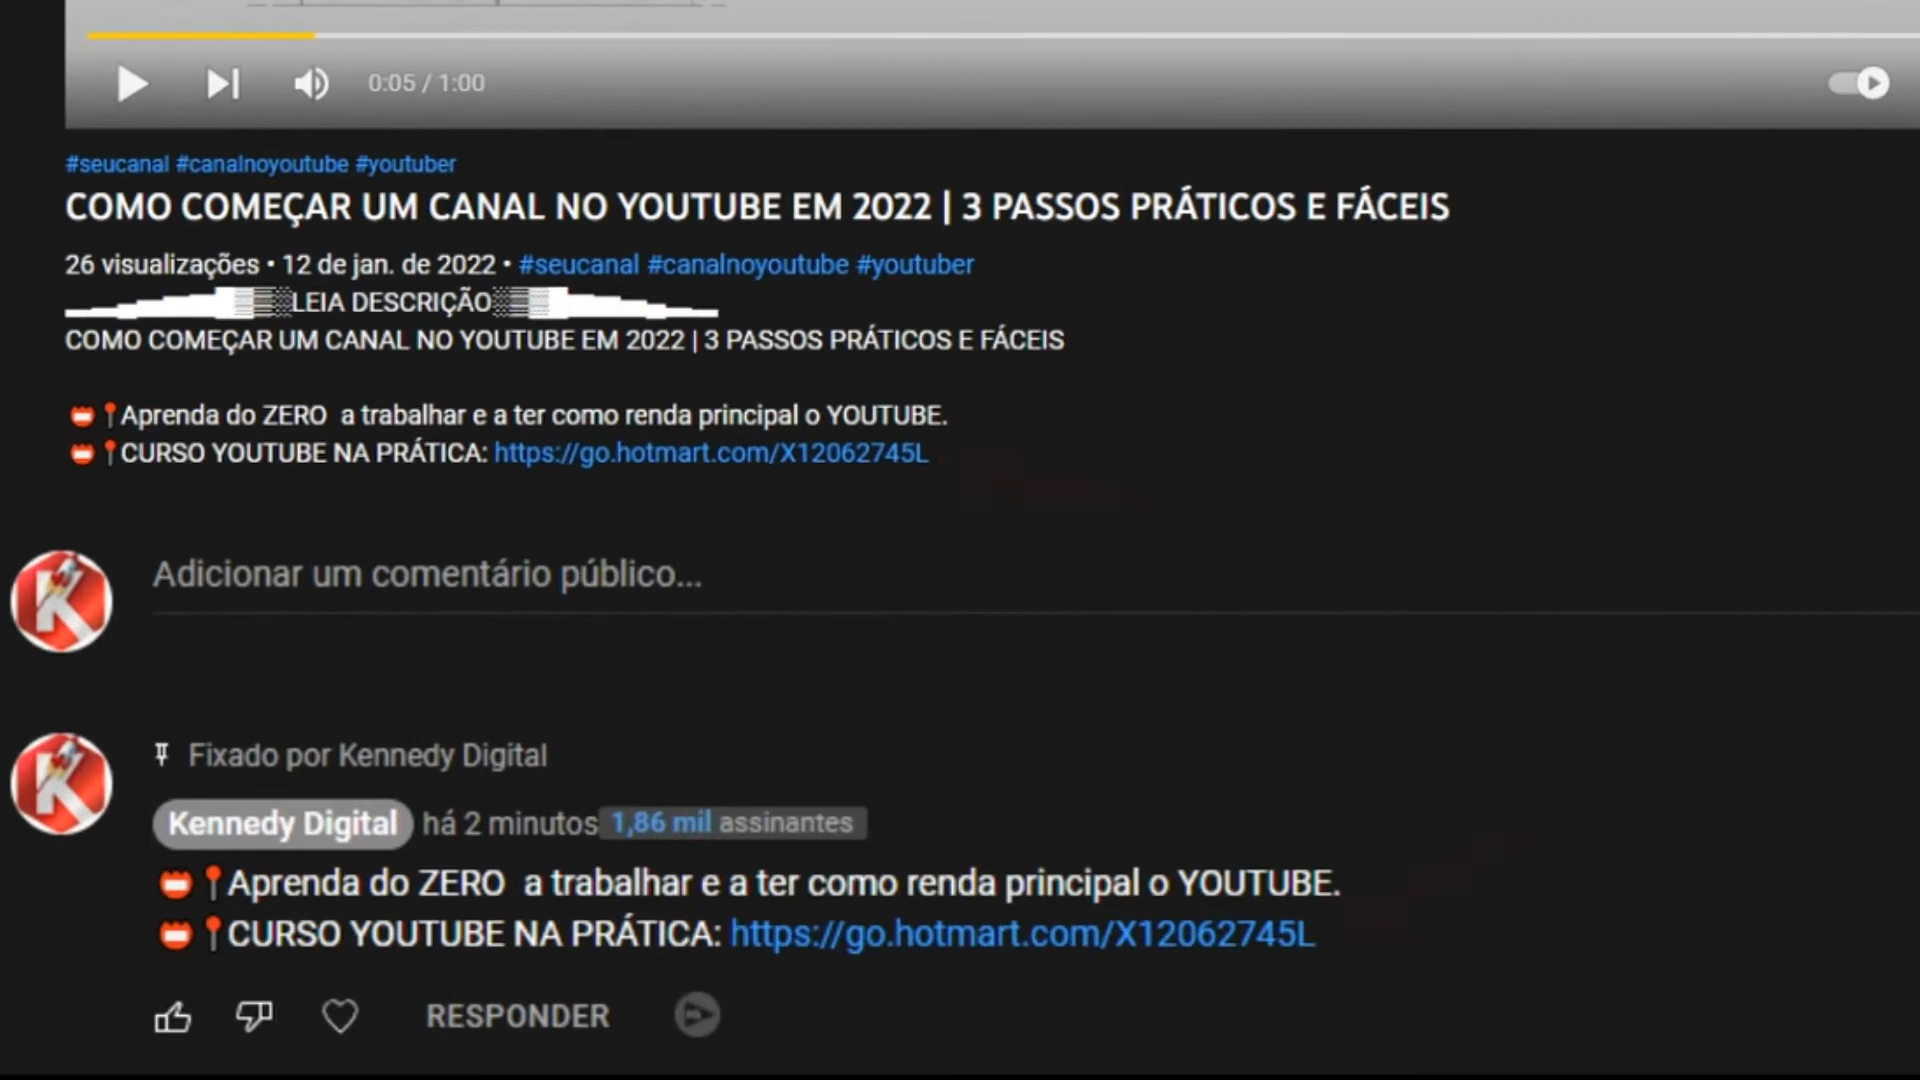 0:05 / 1:00
#seucanal #canalnoyoutube #youtuber
COMO COMEÇAR UM CANAL NO YOUTUBE EM 2022 | 3 PASSOS PRÁTICOS E FÁCEIS
26 visualizações • 12 de jan. de 2022 • #seucanal #canalnoyoutube #youtuber
▁▂▃▄▅▆▇█▓▒░LEIA DESCRIÇÃO░▒▓█▇▆▅▄▃▂▁
COMO COMEÇAR UM CANAL NO YOUTUBE EM 2022 | 3 PASSOS PRÁTICOS E FÁCEIS
📛📍Aprenda do ZERO  a trabalhar e a ter como renda principal o YOUTUBE.
📛📍CURSO YOUTUBE NA PRÁTICA: https://go.hotmart.com/X12062745L
Adicionar um comentário público...
Fixado por Kennedy Digital
Kennedy Digital há 2 minutos 1,86 mil assinantes
📛📍Aprenda do ZERO  a trabalhar e a ter como renda principal o YOUTUBE.
📛📍CURSO YOUTUBE NA PRÁTICA: https://go.hotmart.com/X12062745L
RESPONDER